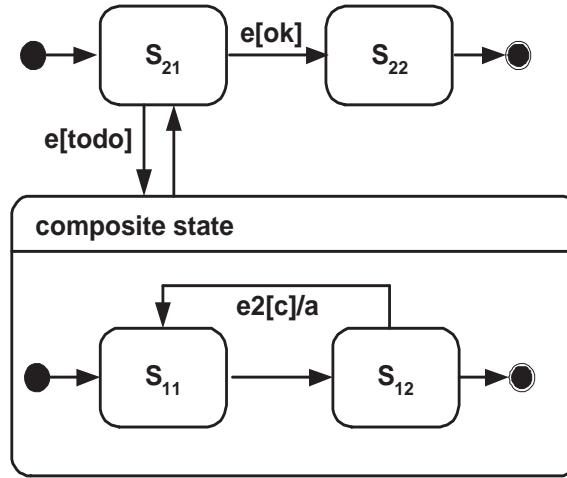 e[ok]
S21
S22
e[todo]
composite state
e2[c]/a
S11
S12